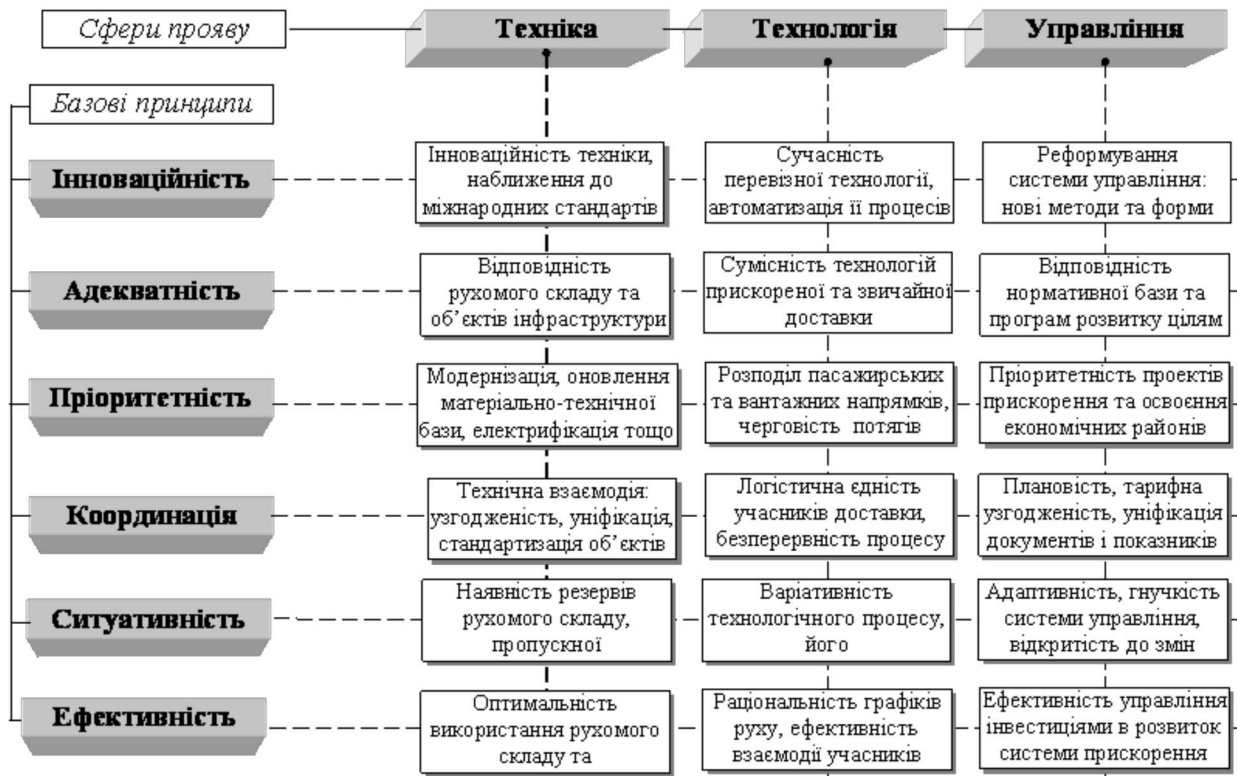 Сфери прояву
Техніка
Технологія
Управління
Базові принципи
Інноваційність
Інноваційність техніки,
наближення до
міжнародних стандартів
Сучасність
перевізної технології,
автоматизація її процесів
Реформування
системи управління:
нові методи та форми
Адекватність
Відповідність
рухомого складу та
об’єктів інфраструктури
Сумісність технологій
прискореної та звичайної
доставки
Відповідність
нормативної бази та
програм розвитку цілям
Пріоритетність
Модернізація, оновлення
матеріально-технічної
бази, електрифікація тощо
Розподіл пасажирських
та вантажних напрямків,
черговість потягів
Пріоритетність проектів
прискорення та освоєння
економічних районів
Координація
Технічна взаємодія:
узгодженість, уніфікація,
стандартизація об’єктів
Логістична єдність
учасників доставки,
безперервність процесу
Плановість, тарифна
узгодженість, уніфікація
документів і показників
Ситуативність
Наявність резервів
рухомого складу,
пропускної
Варіативність
технологічного процесу,
його
Адаптивність, гнучкість
системи управління,
відкритість до змін
Ефективність
Оптимальність
використання рухомого
складу та
Раціональність графіків
руху, ефективність
взаємодії учасників
Ефективність управління
інвестиціями в розвиток
системи прискорення